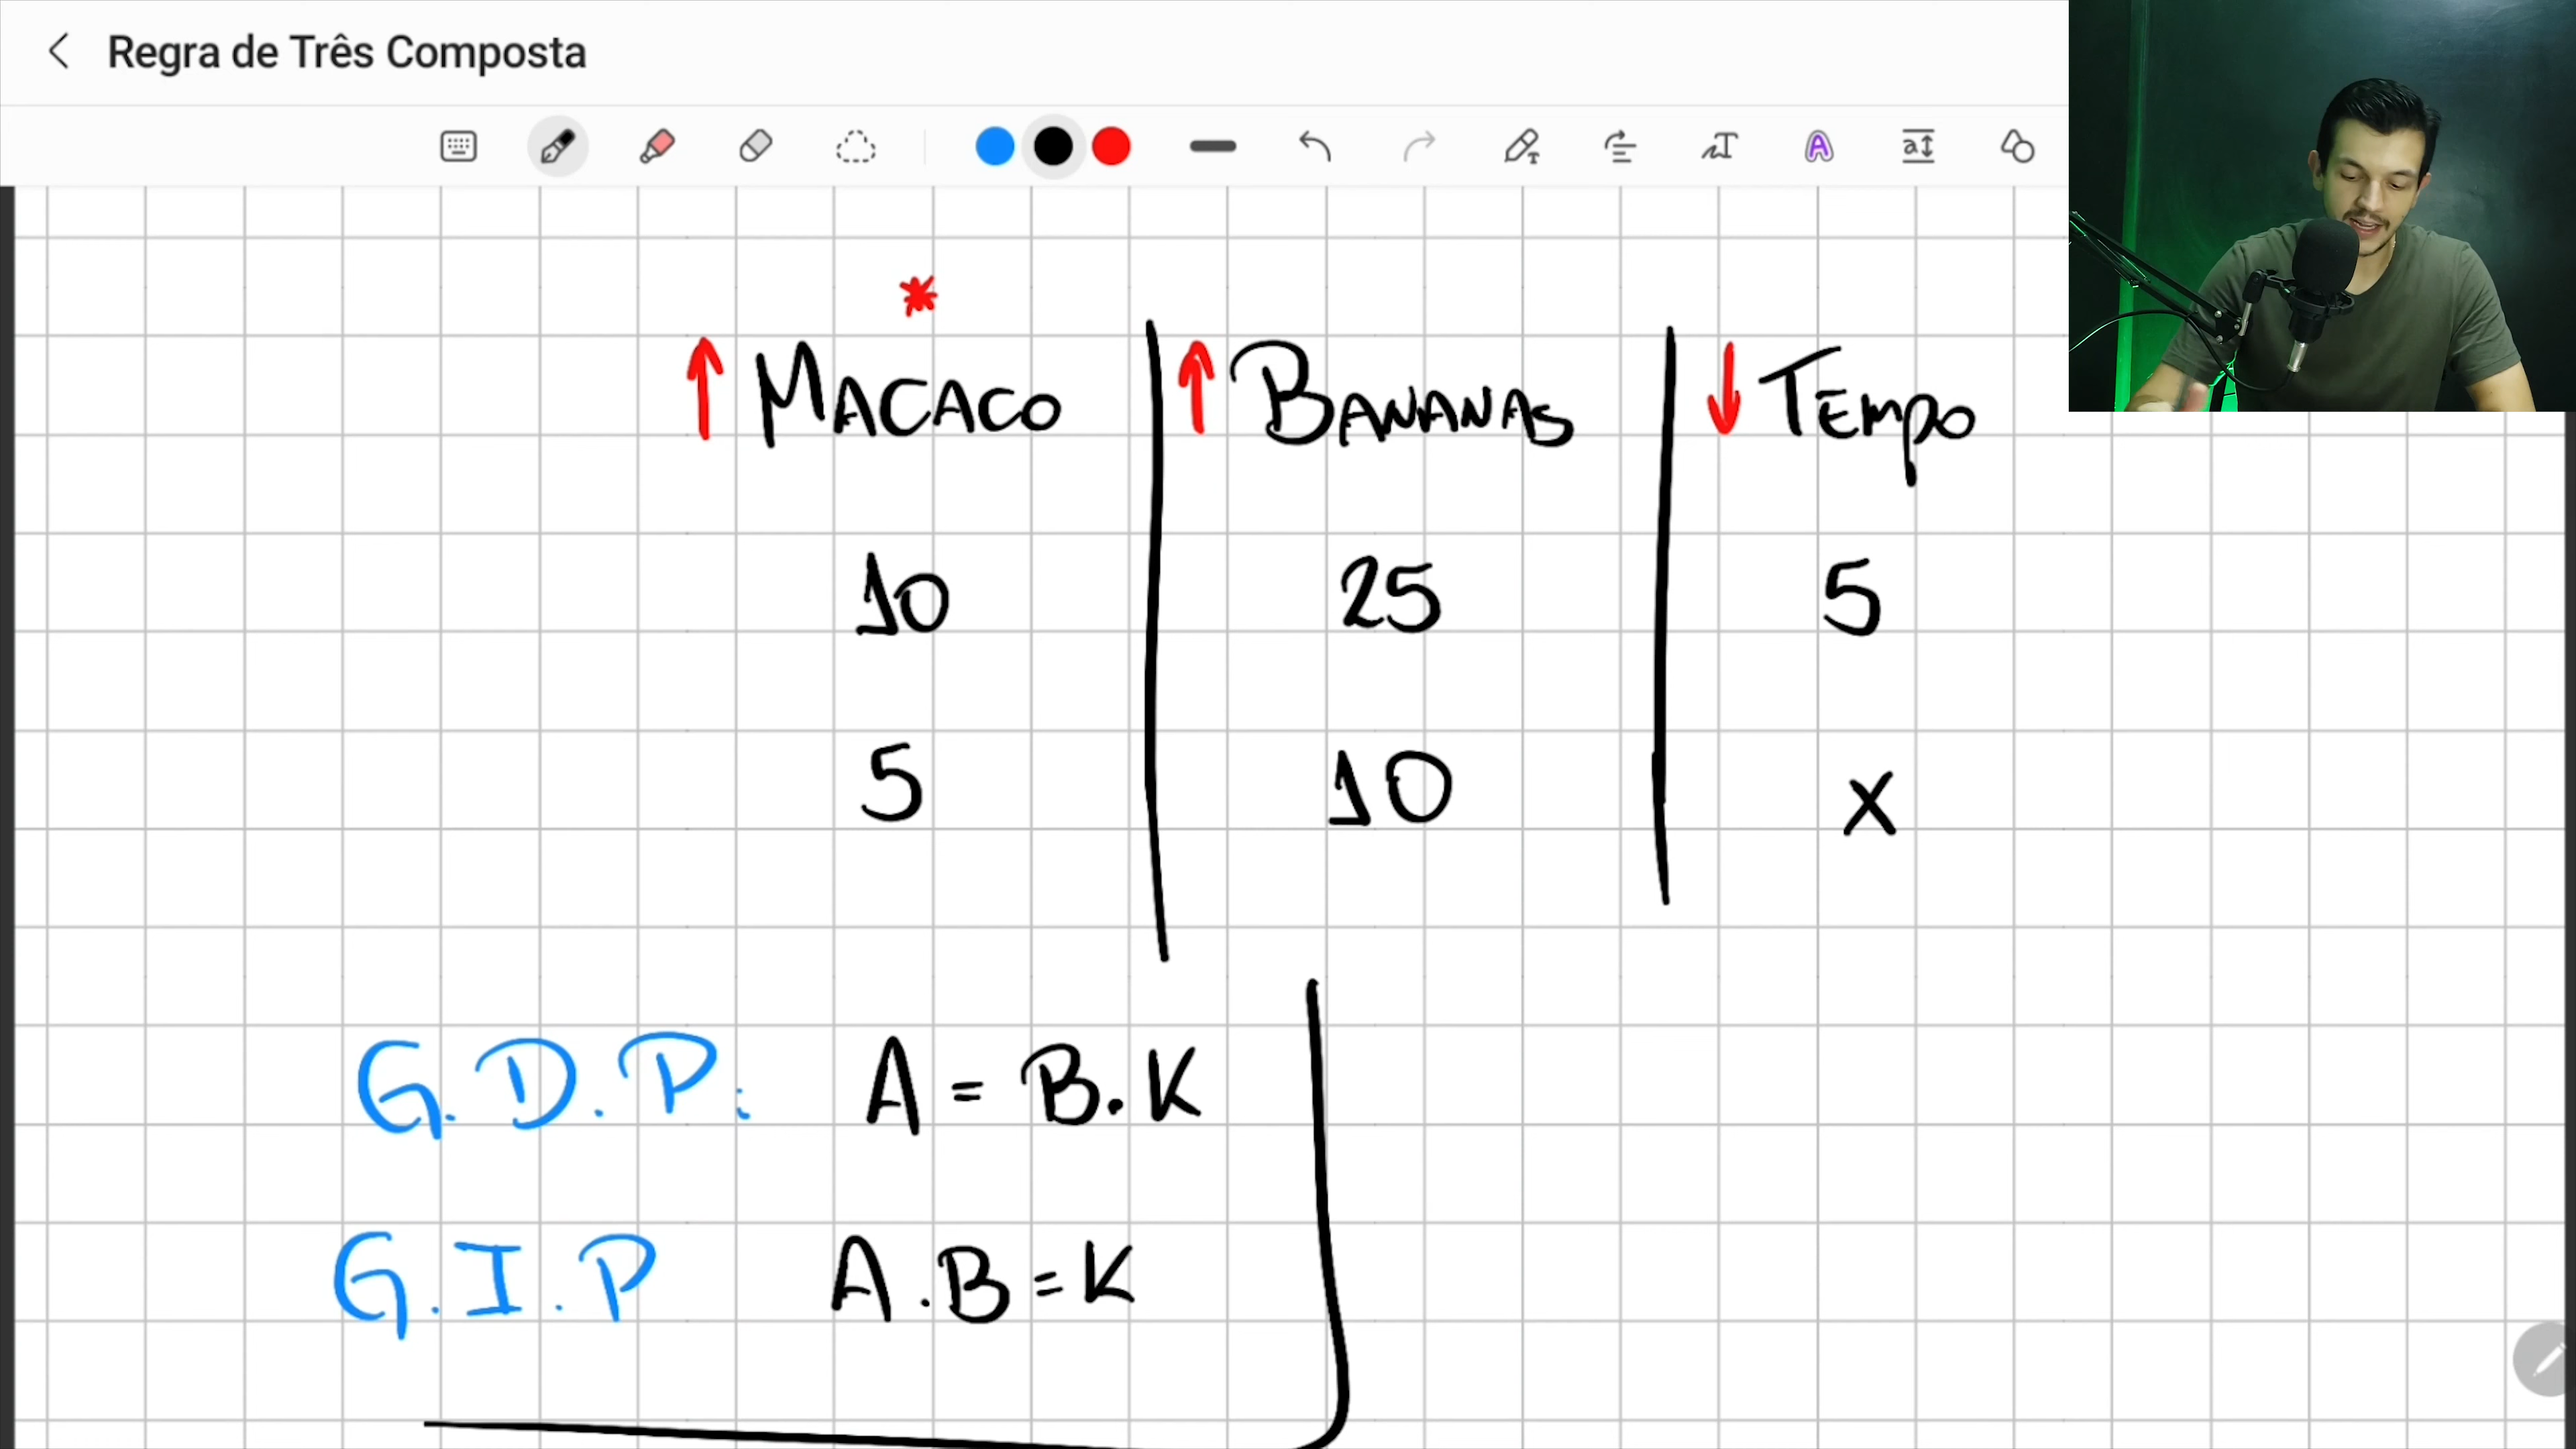 Regra de Três Composta
*
↑ MACACO ↑ BANANAS ↓ TEMPO
10 25 5
5 10 x
G.D.P: A = B.K
G.I.P A.B=K